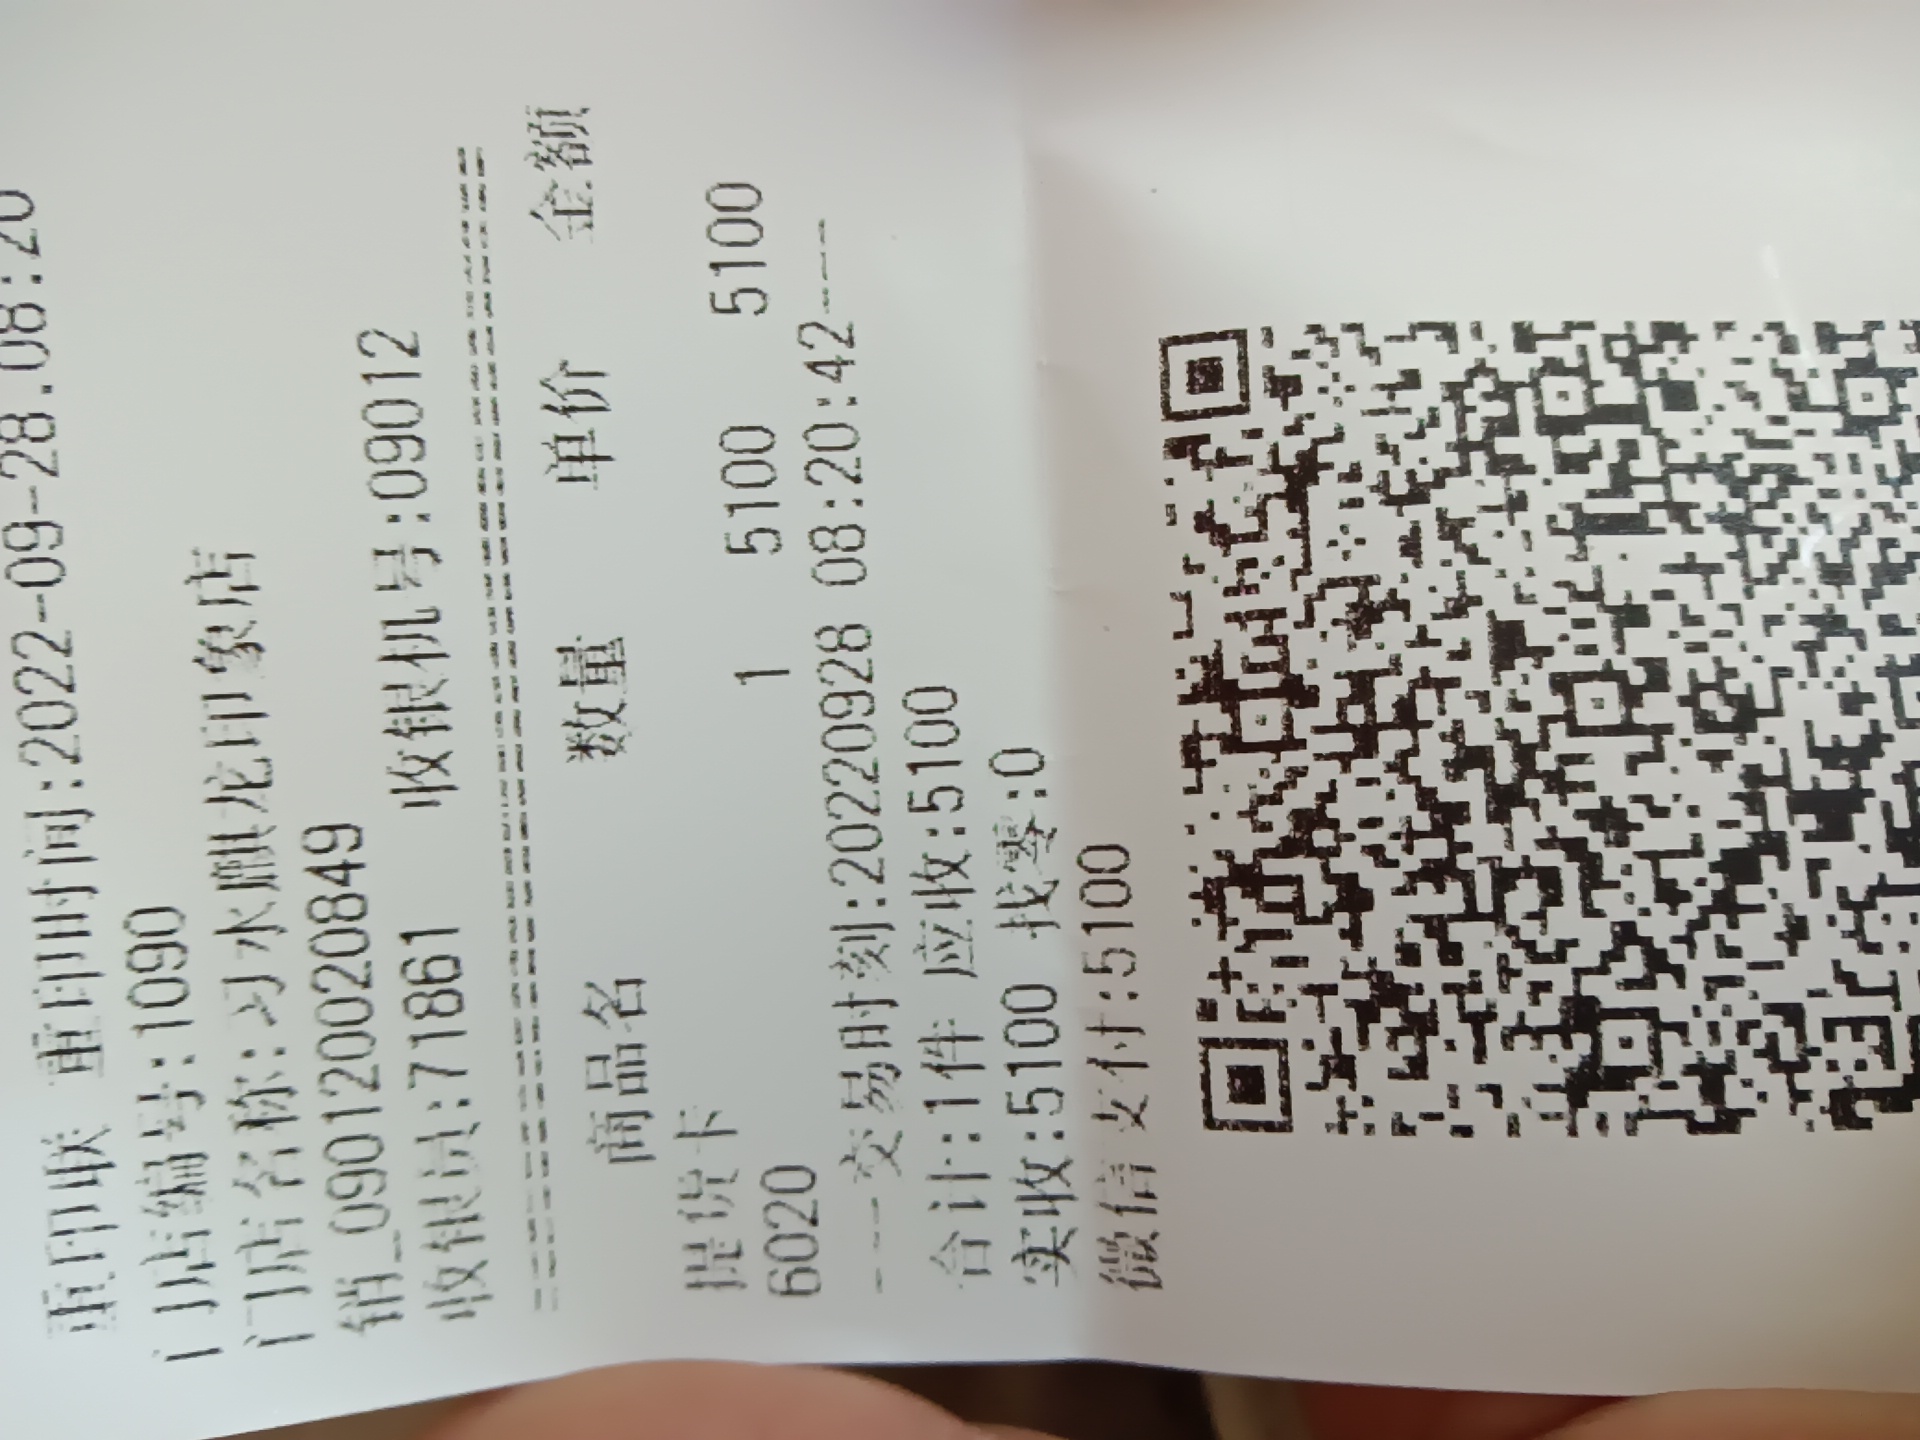 重印联 重印时间:2022-09-28.08:20
门店编号:1090
门店名称:习水麒龙印象店
销_0901200020849
收银员:71861 收银机号:09012
================================
商品名 数量 单价 金额
提货卡
6020 1 5100 5100
----交易时刻:20220928 08:20:42----
合计:1件 应收:5100
实收:5100 找零:0
微信支付:5100